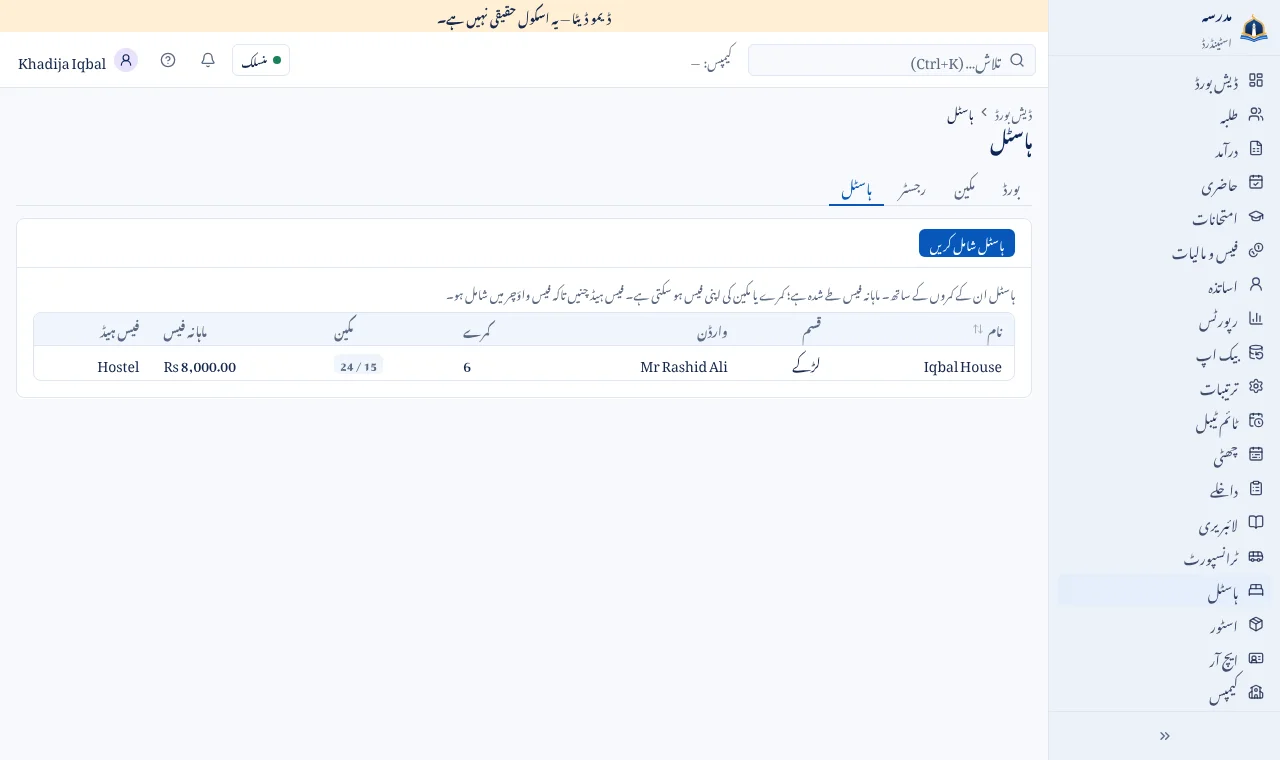 ڈیمو ڈیٹا — یہ اسکول حقیقی نہیں ہے۔
مدرسہ
اسٹینڈرڈ
تلاش... (Ctrl+K)
کیمپس: —
منسلک
Khadija Iqbal
ڈیش بورڈ
طلبہ
درآمد
حاضری
امتحانات
فیس و مالیات
اساتذہ
رپورٹس
بیک اپ
ترتیبات
ٹائم ٹیبل
چھٹی
داخلے
لائبریری
ٹرانسپورٹ
ہاسٹل
اسٹور
ایچ آر
کیمپس
ڈیش بورڈ ہاسٹل
ہاسٹل
بورڈ مکین رجسٹر ہاسٹل
ہاسٹل شامل کریں
ہاسٹل ان کے کمروں کے ساتھ۔ ماہانہ فیس طے شدہ ہے؛ کمرے یا مکین کی اپنی فیس ہو سکتی ہے۔ فیس ہیڈ چنیں تاکہ فیس واؤچر میں شامل ہو۔
نام قسم وارڈن کمرے مکین ماہانہ فیس فیس ہیڈ
Iqbal House لڑکے Mr Rashid Ali 6 24 / 15 Rs 8,000.00 Hostel